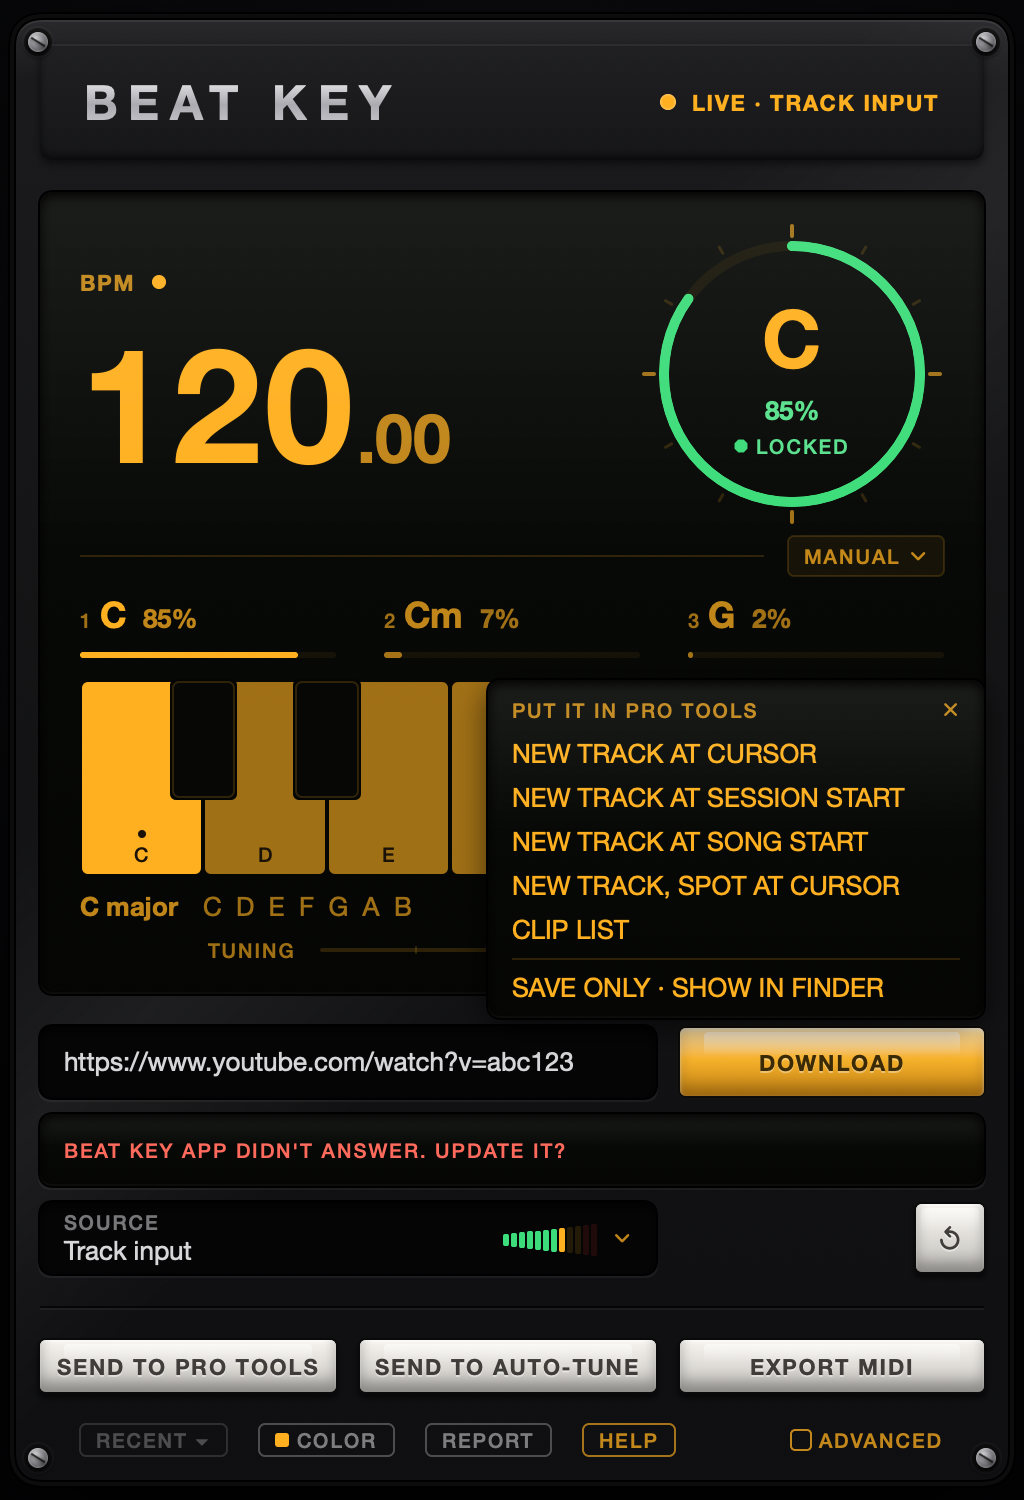 BEAT KEY
LIVE · TRACK INPUT
BPM
120.00
C
85%
LOCKED
MANUAL
1 C 85%
2 Cm 7%
3 G 2%
C D E
C major C D E F G A B
TUNING
PUT IT IN PRO TOOLS ×
NEW TRACK AT CURSOR
NEW TRACK AT SESSION START
NEW TRACK AT SONG START
NEW TRACK, SPOT AT CURSOR
CLIP LIST
SAVE ONLY · SHOW IN FINDER
https://www.youtube.com/watch?v=abc123
DOWNLOAD
BEAT KEY APP DIDN'T ANSWER. UPDATE IT?
SOURCE
Track input
SEND TO PRO TOOLS
SEND TO AUTO-TUNE
EXPORT MIDI
RECENT
COLOR
REPORT
HELP
ADVANCED